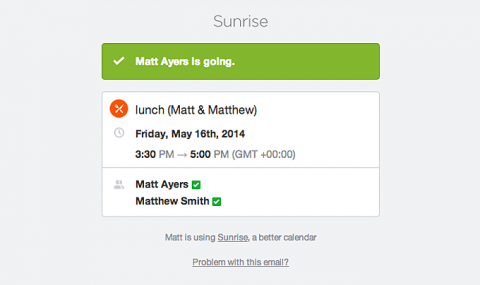 Sunrise
Matt Ayers is going.
lunch (Matt & Matthew)
Friday, May 16th, 2014
3:30 PM → 5:00 PM (GMT +00:00)
Matt Ayers
Matthew Smith
Matt is using Sunrise, a better calendar
Problem with this email?